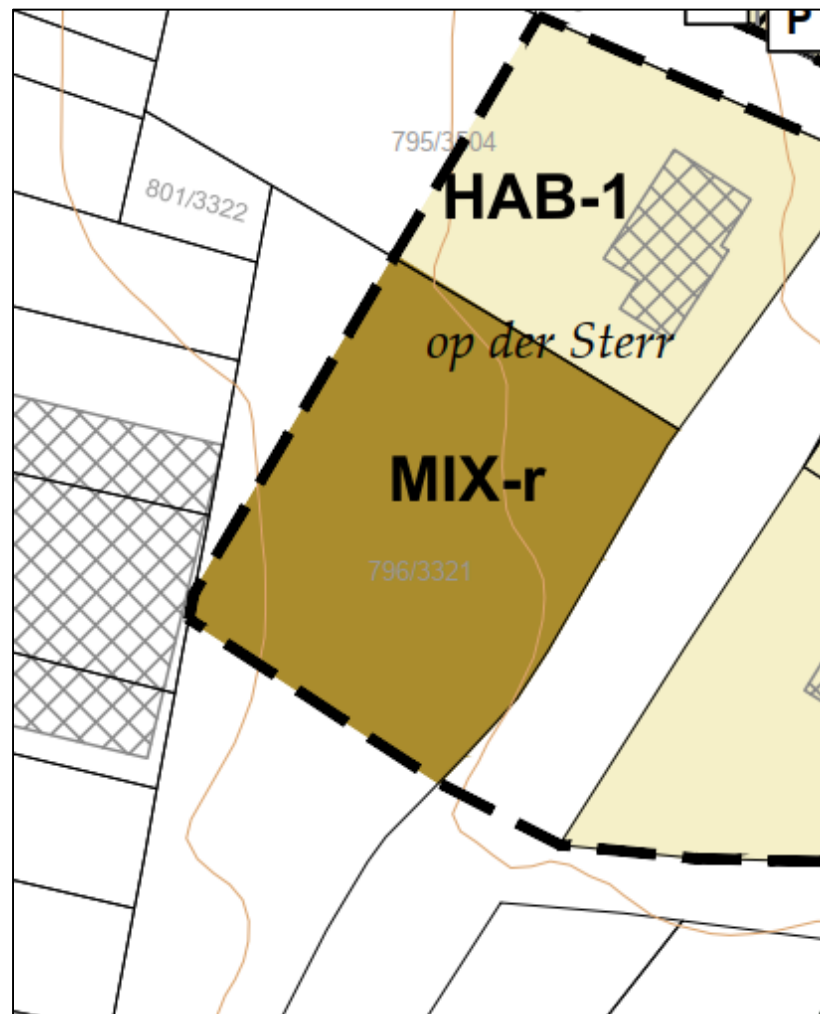 P
795/3504
HAB-1
801/3322
op der Sterr
MIX-r
796/3321